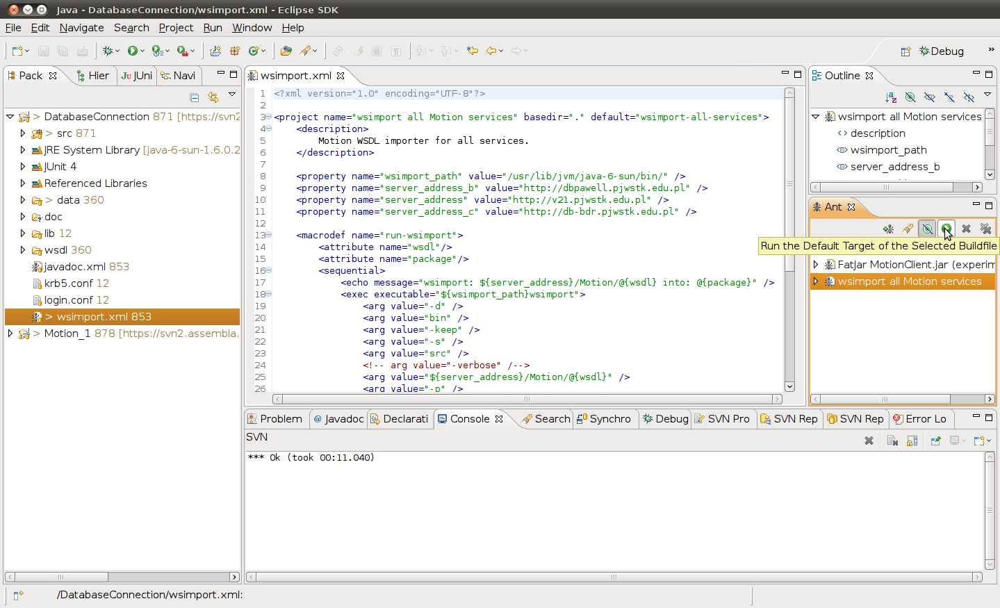 Java - DatabaseConnection/wsimport.xml - Eclipse SDK
File Edit Navigate Search Project Run Window Help
Debug
»
Pack
Hier
JUni
Navi
> DatabaseConnection 871 [https://svn2
> src 871
JRE System Library [java-6-sun-1.6.0.2
JUnit 4
Referenced Libraries
> data 360
doc
lib 12
wsdl 360
javadoc.xml 853
krb5.conf 12
login.conf 12
> wsimport.xml 853
> Motion_1 878 [https://svn2.assembla.
wsimport.xml
1 <?xml version="1.0" encoding="UTF-8"?>
2
3 <project name="wsimport all Motion services" basedir="." default="wsimport-all-services">
4 <description>
5 Motion WSDL importer for all services.
6 </description>
7
8 <property name="wsimport_path" value="/usr/lib/jvm/java-6-sun/bin/" />
9 <property name="server_address_b" value="http://dbpawell.pjwstk.edu.pl" />
10 <property name="server_address" value="http://v21.pjwstk.edu.pl" />
11 <property name="server_address_c" value="http://db-bdr.pjwstk.edu.pl" />
12
13 <macrodef name="run-wsimport">
14 <attribute name="wsdl"/>
15 <attribute name="package"/>
16 <sequential>
17 <echo message="wsimport: ${server_address}/Motion/@{wsdl} into: @{package}" />
18 <exec executable="${wsimport_path}wsimport">
19 <arg value="-d" />
20 <arg value="bin" />
21 <arg value="-keep" />
22 <arg value="-s" />
23 <arg value="src" />
24 <!-- arg value="-verbose" /-->
25 <arg value="${server_address}/Motion/@{wsdl}" />
26 <arg value="-p" />
Outline
wsimport all Motion services
description
wsimport_path
server_address_b
Ant
Run the Default Target of the Selected Buildfile
FatJar MotionClient.jar (experim
wsimport all Motion services
Problem
@ Javadoc
Declarati
Console
Search
Synchro
Debug
SVN Pro
SVN Rep
SVN Rep
Error Lo
SVN
*** Ok (took 00:11.040)
/DatabaseConnection/wsimport.xml: